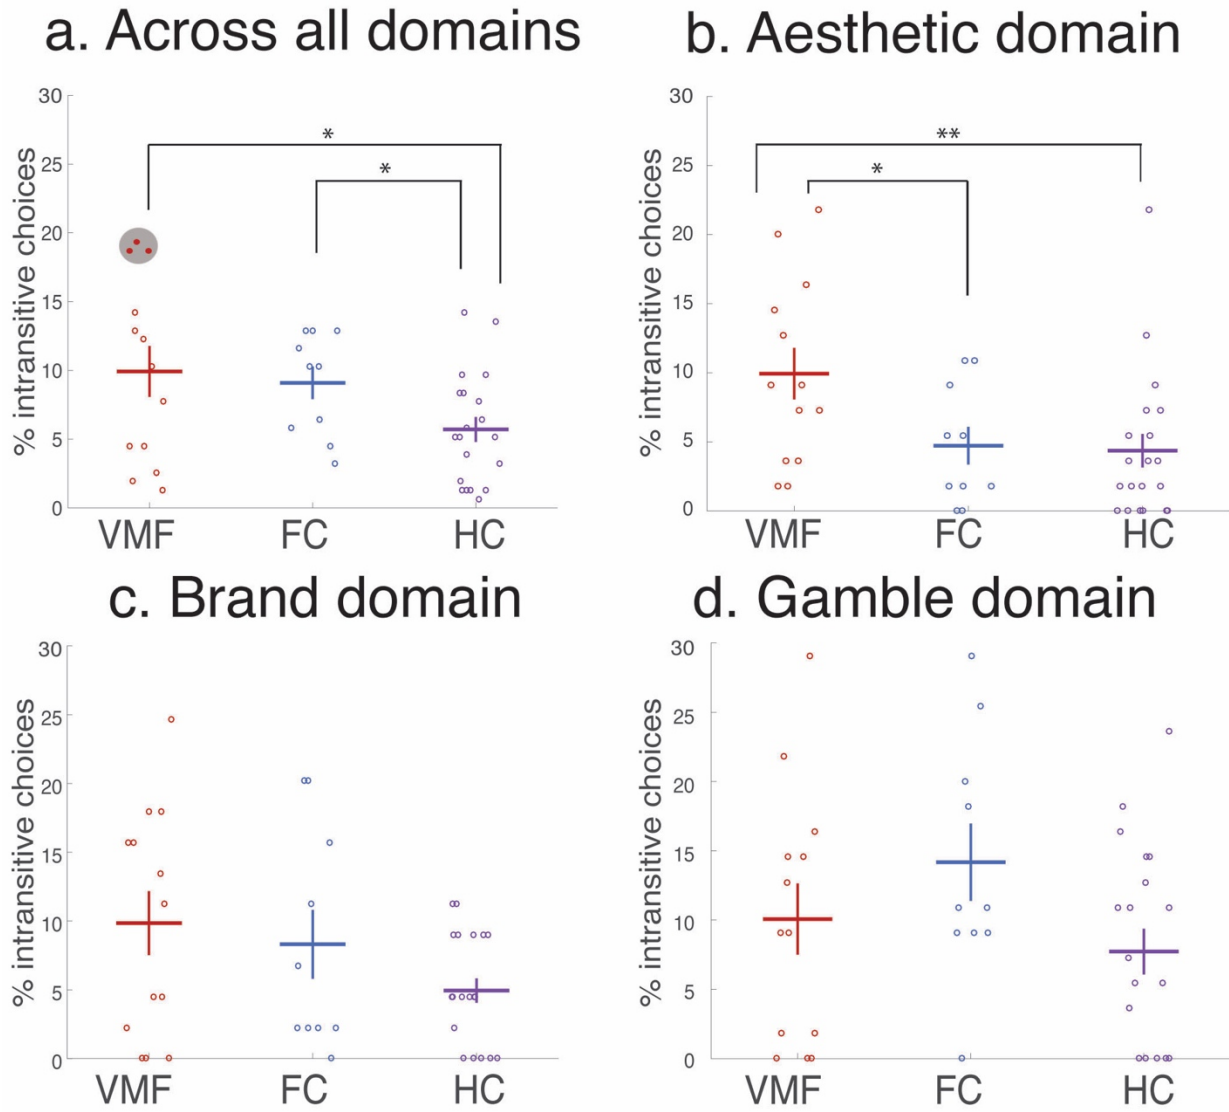 a. Across all domains
% intransitive choices
30
25
20
15
10
5
0
*
*
VMF FC HC
b. Aesthetic domain
% intransitive choices
30
25
20
15
10
5
0
**
*
VMF FC HC
c. Brand domain
% intransitive choices
30
25
20
15
10
5
0
VMF FC HC
d. Gamble domain
% intransitive choices
30
25
20
15
10
5
0
VMF FC HC